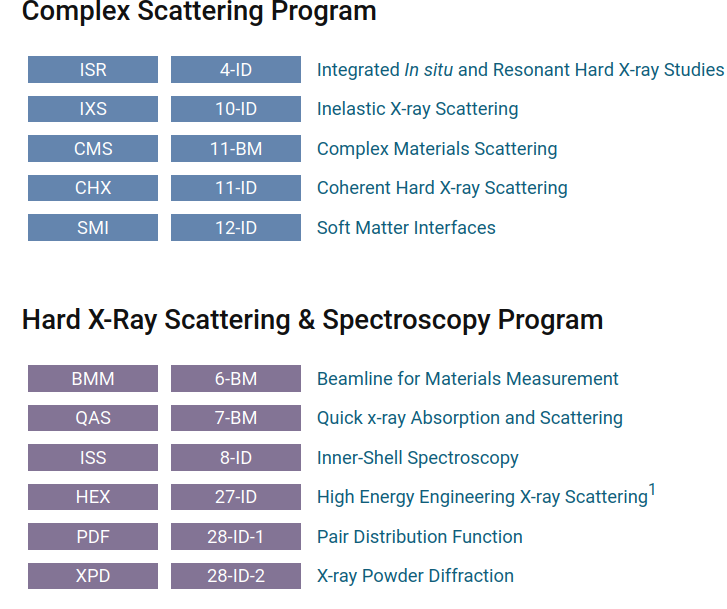 Complex Scattering Program
ISR 4-ID Integrated In situ and Resonant Hard X-ray Studies
IXS 10-ID Inelastic X-ray Scattering
CMS 11-BM Complex Materials Scattering
CHX 11-ID Coherent Hard X-ray Scattering
SMI 12-ID Soft Matter Interfaces
Hard X-Ray Scattering & Spectroscopy Program
BMM 6-BM Beamline for Materials Measurement
QAS 7-BM Quick x-ray Absorption and Scattering
ISS 8-ID Inner-Shell Spectroscopy
HEX 27-ID High Energy Engineering X-ray Scattering1
PDF 28-ID-1 Pair Distribution Function
XPD 28-ID-2 X-ray Powder Diffraction